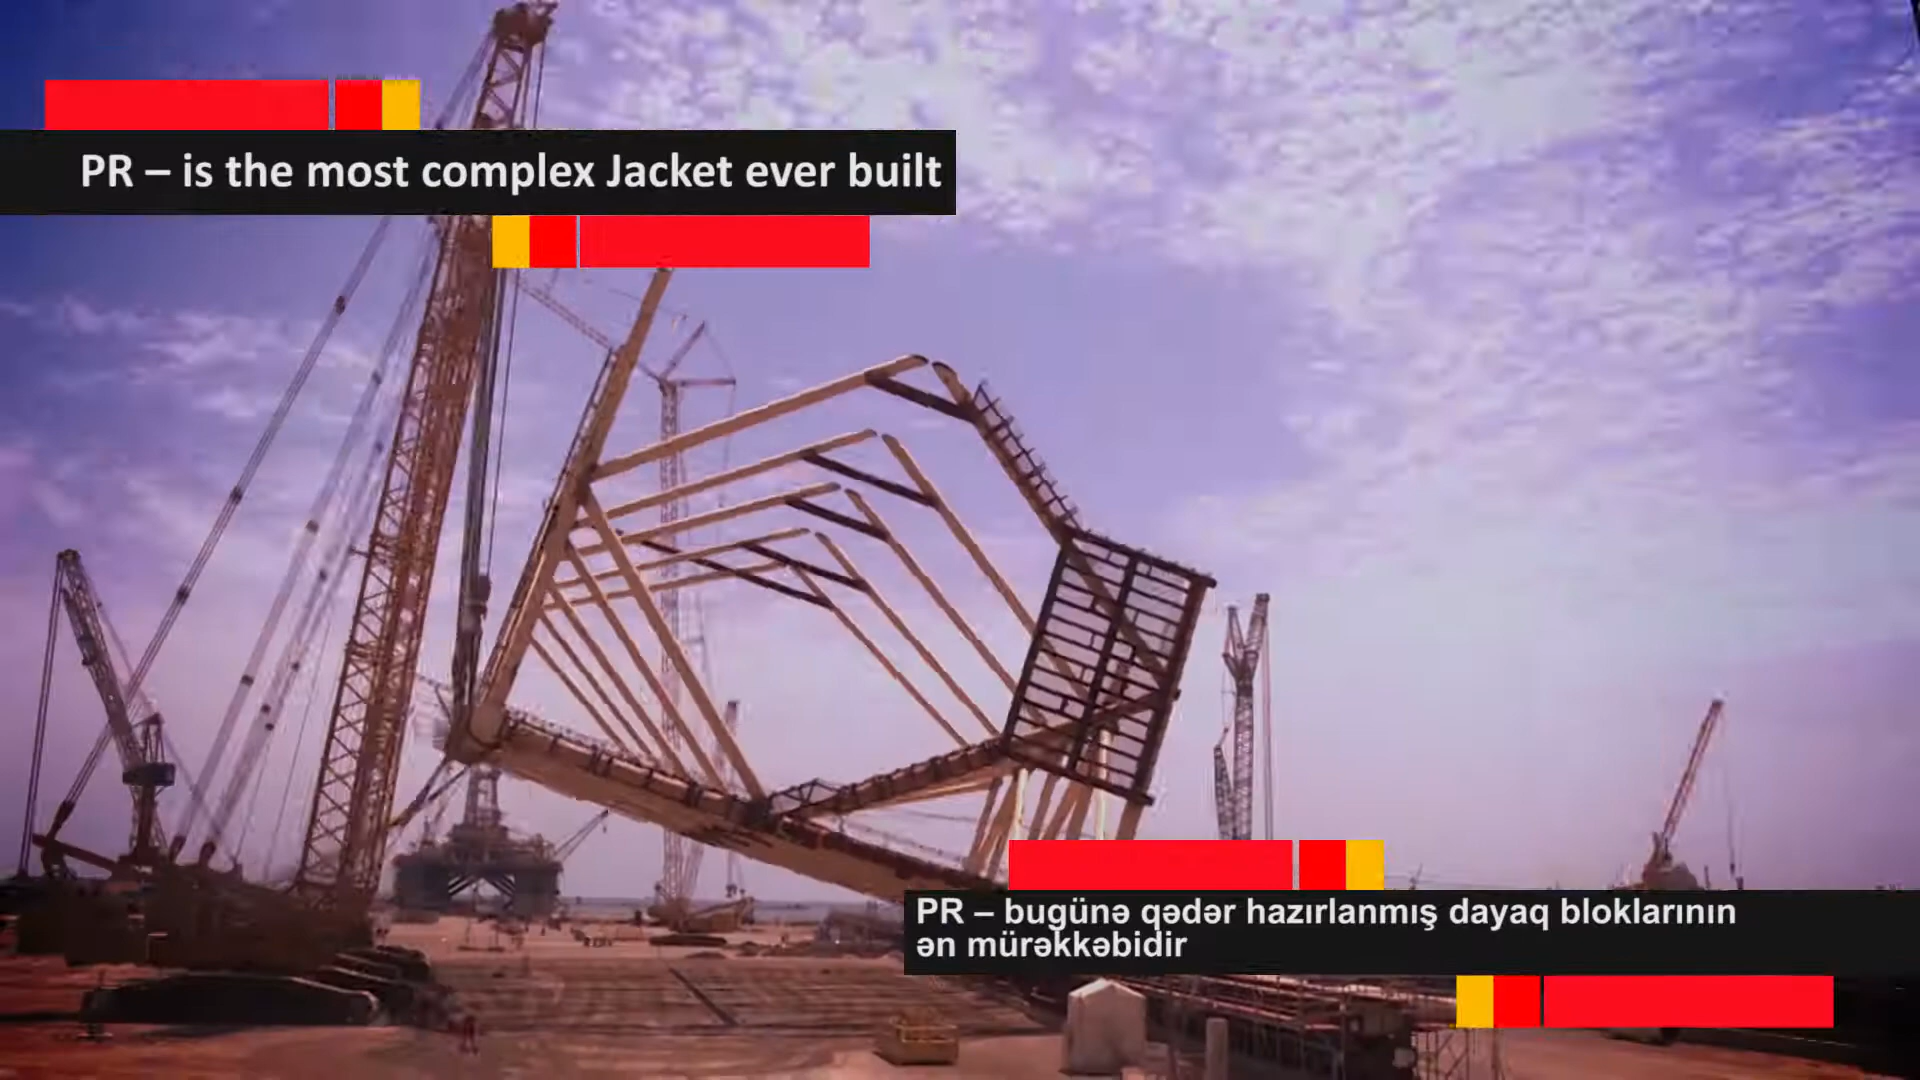 PR – is the most complex Jacket ever built
PR – bugünə qədər hazırlanmış dayaq bloklarının
ən mürəkkəbidir